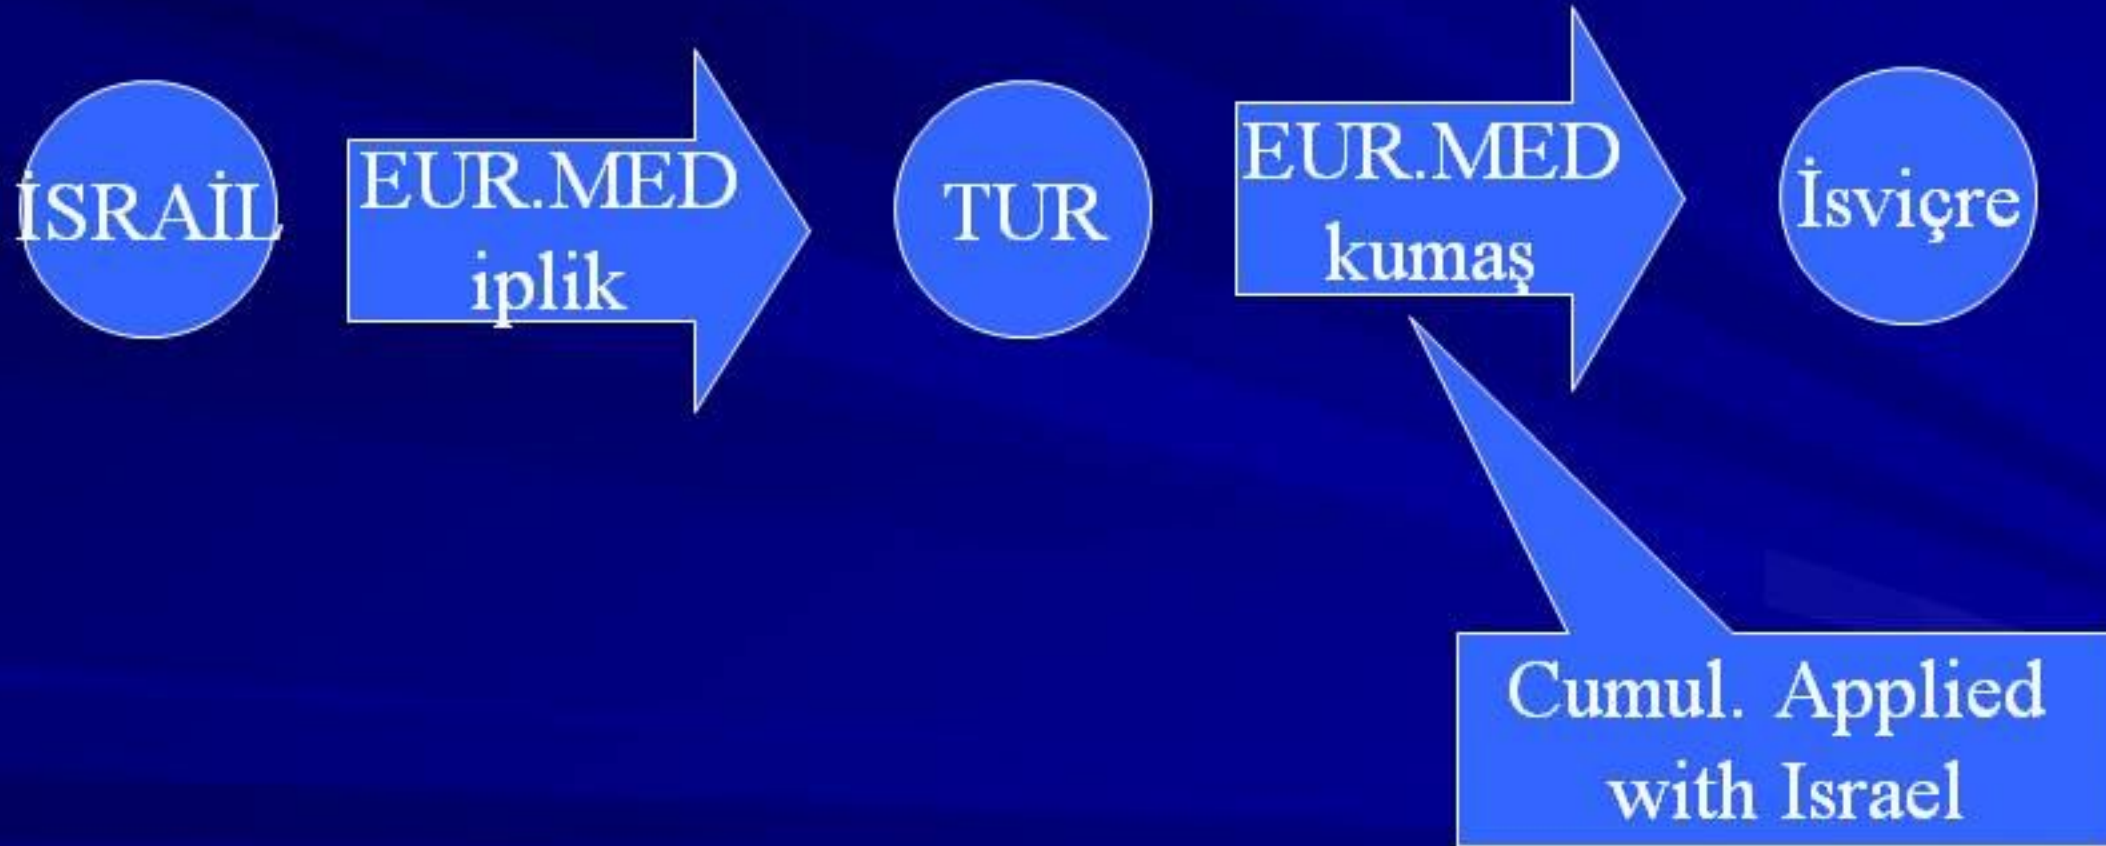 İSRAİL
EUR.MED
iplik
TUR
EUR.MED
kumaş
İsviçre
Cumul. Applied
with Israel